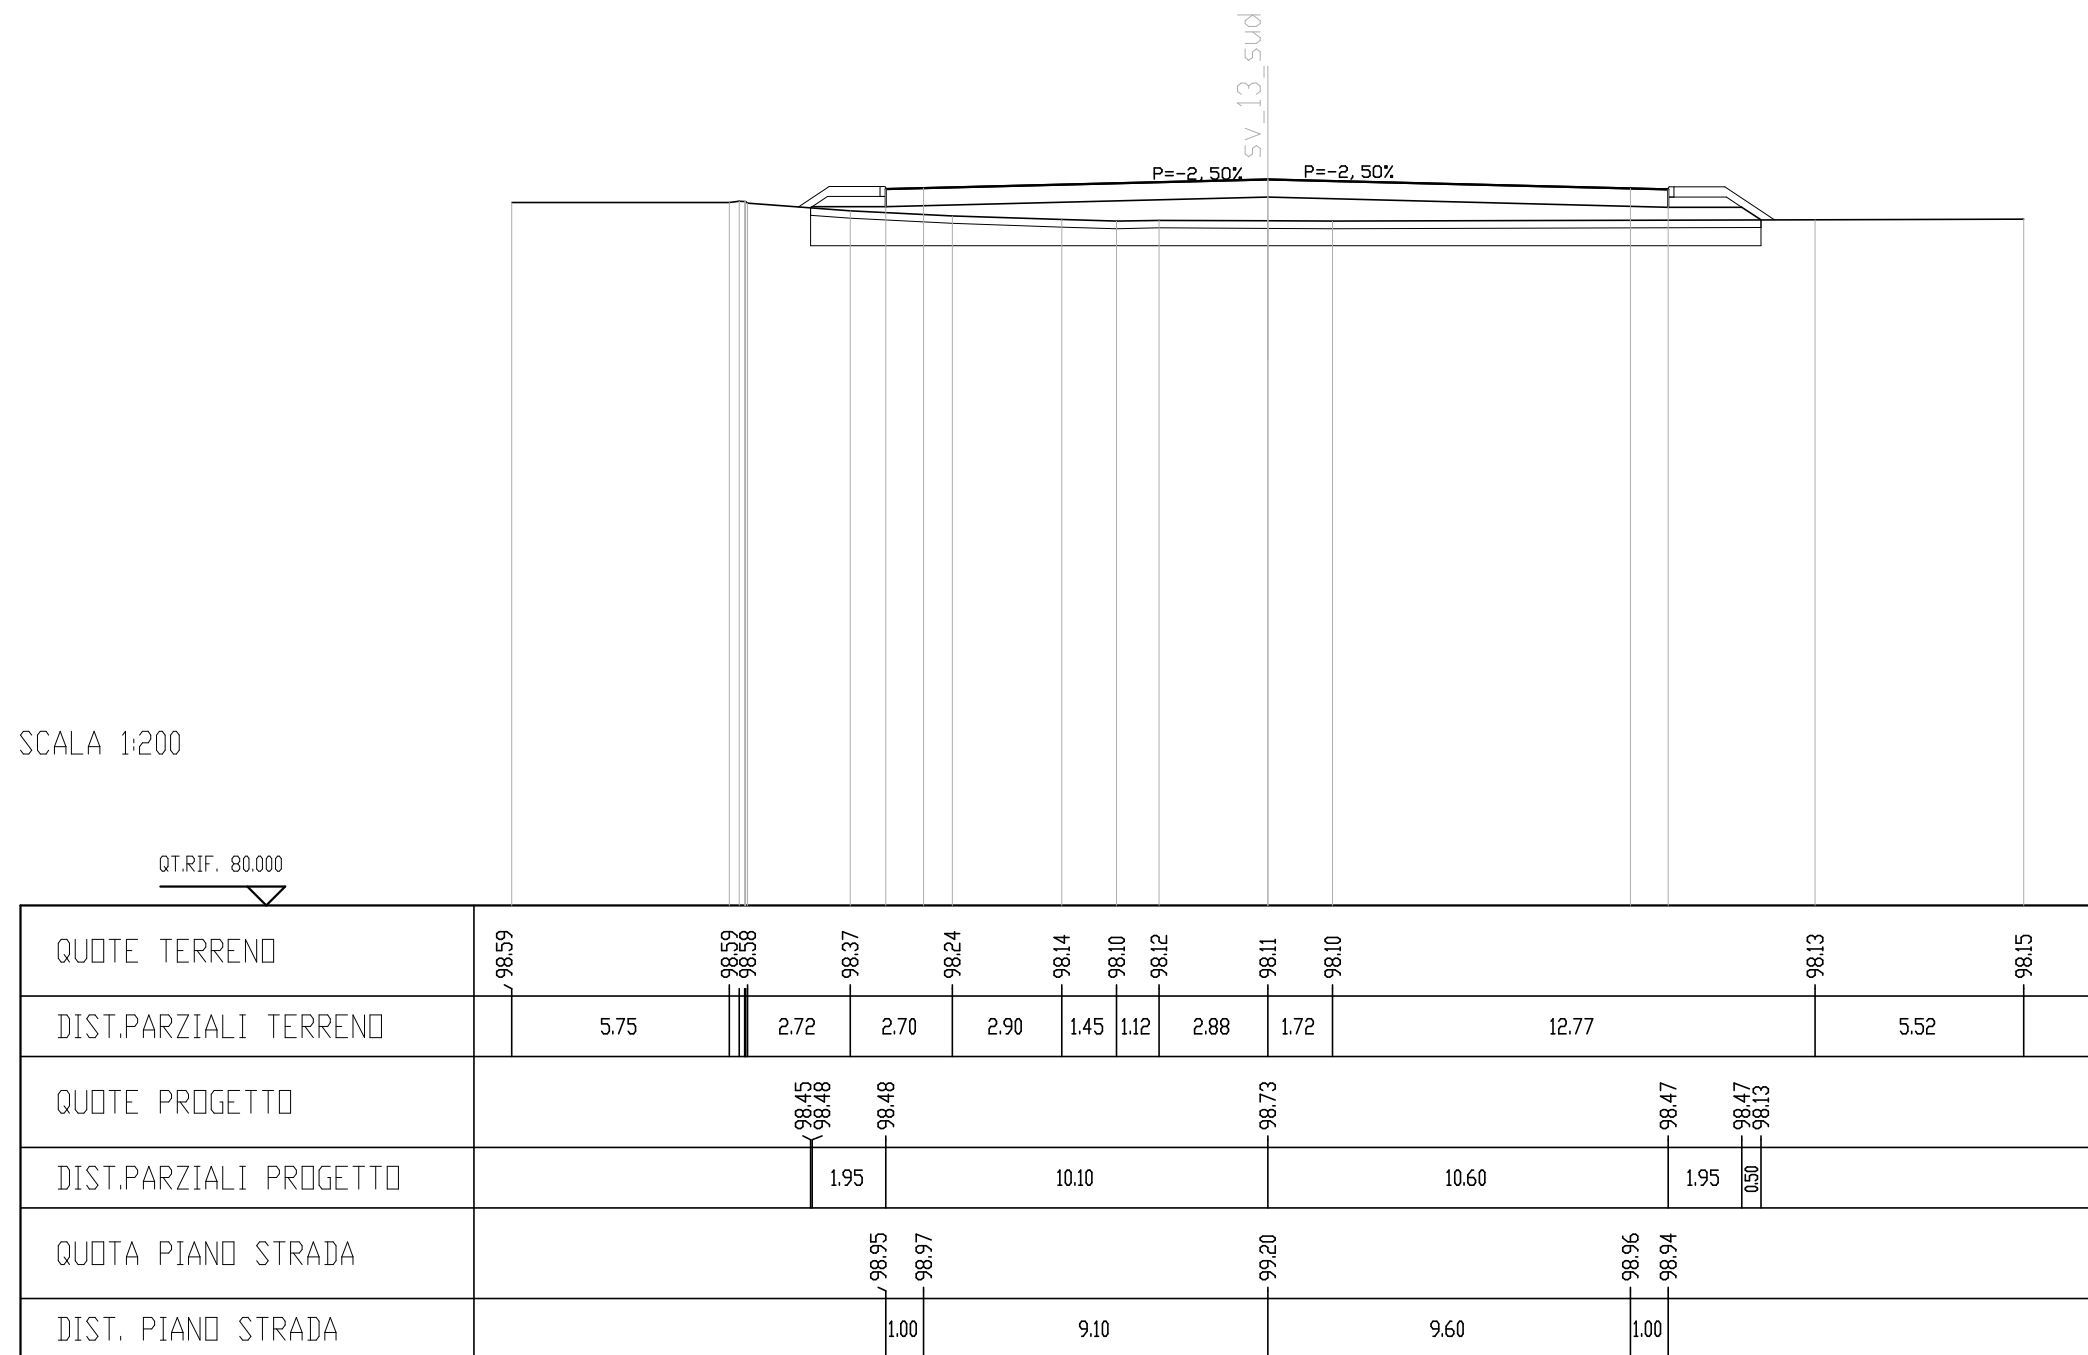 sv_13_sud
P=-2,50% P=-2,50%
SCALA 1:200
QT.RIF. 80.000
QUOTE TERRENO 98.59 98.59 98.58 98.37 98.24 98.14 98.10 98.12 98.11 98.10 98.13 98.15
DIST.PARZIALI TERRENO 5.75 2.72 2.70 2.90 1.45 1.12 2.88 1.72 12.77 5.52
QUOTE PROGETTO 98.45 98.48 98.48 98.73 98.47 98.47 98.13
DIST.PARZIALI PROGETTO 1.95 10.10 10.60 1.95 0.50
QUOTA PIANO STRADA 98.95 98.97 99.20 98.96 98.94
DIST. PIANO STRADA 1.00 9.10 9.60 1.00